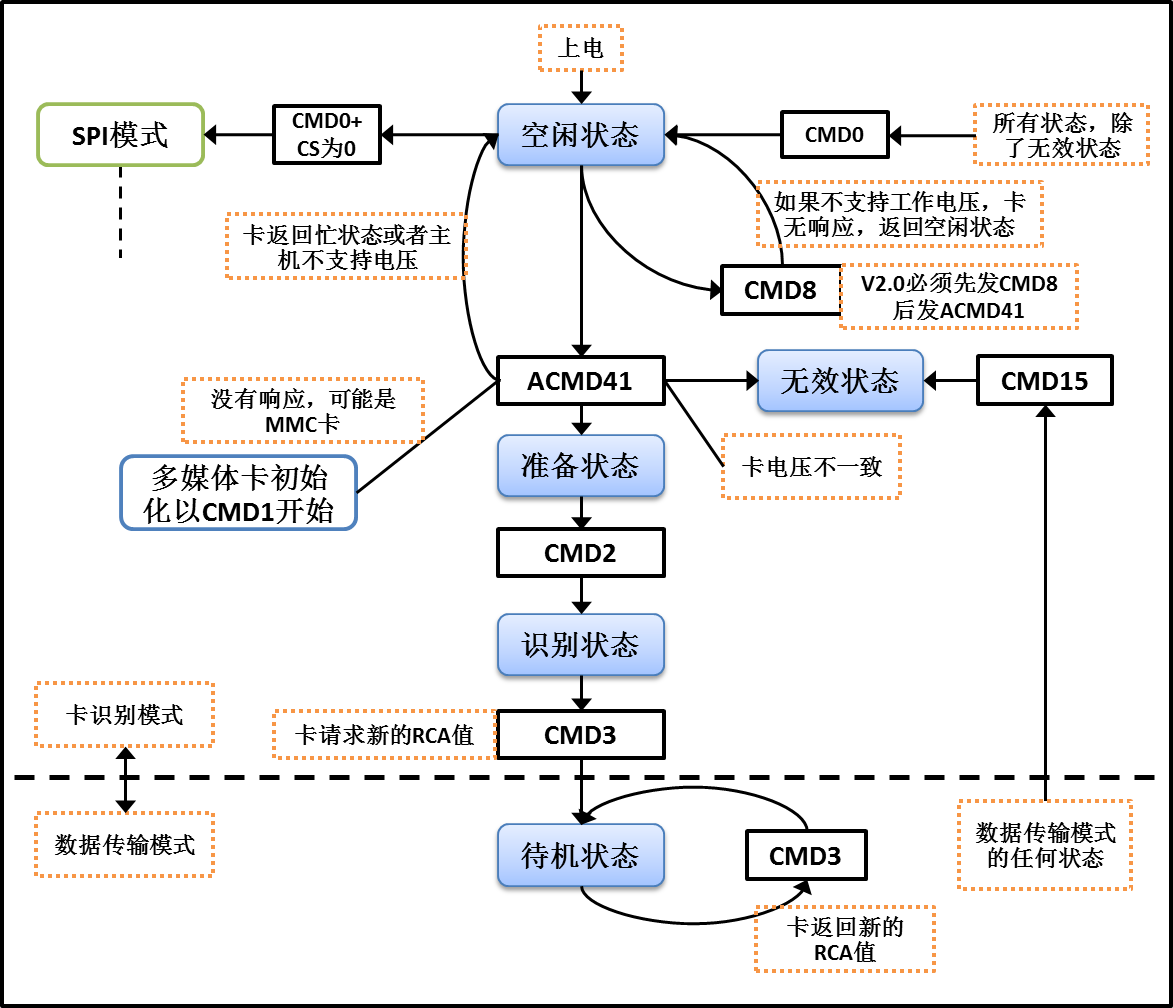 上电
SPI模式
CMD0+
CS为0
空闲状态
CMD0
所有状态，除
了无效状态
卡返回忙状态或者主
机不支持电压
如果不支持工作电压，卡
无响应，返回空闲状态
CMD8
V2.0必须先发CMD8
后发ACMD41
ACMD41
无效状态
CMD15
没有响应，可能是
MMC卡
多媒体卡初始
化以CMD1开始
准备状态
卡电压不一致
CMD2
识别状态
卡识别模式
卡请求新的RCA值
CMD3
数据传输模式
待机状态
CMD3
数据传输模式
的任何状态
卡返回新的
RCA值